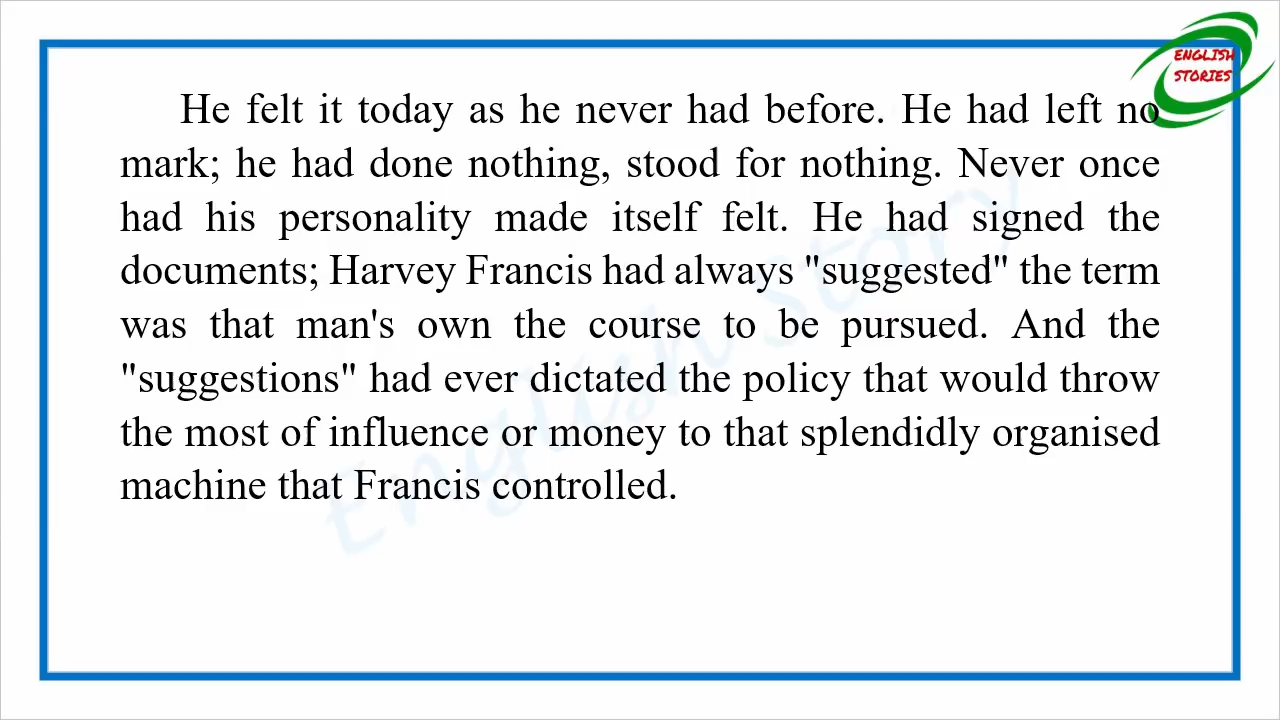 ENGLISH
STORIES
He felt it today as he never had before. He had left no
mark; he had done nothing, stood for nothing. Never once
had his personality made itself felt. He had signed the
documents; Harvey Francis had always "suggested" the term
was that man's own the course to be pursued. And the
"suggestions" had ever dictated the policy that would throw
the most of influence or money to that splendidly organised
machine that Francis controlled.
English Story